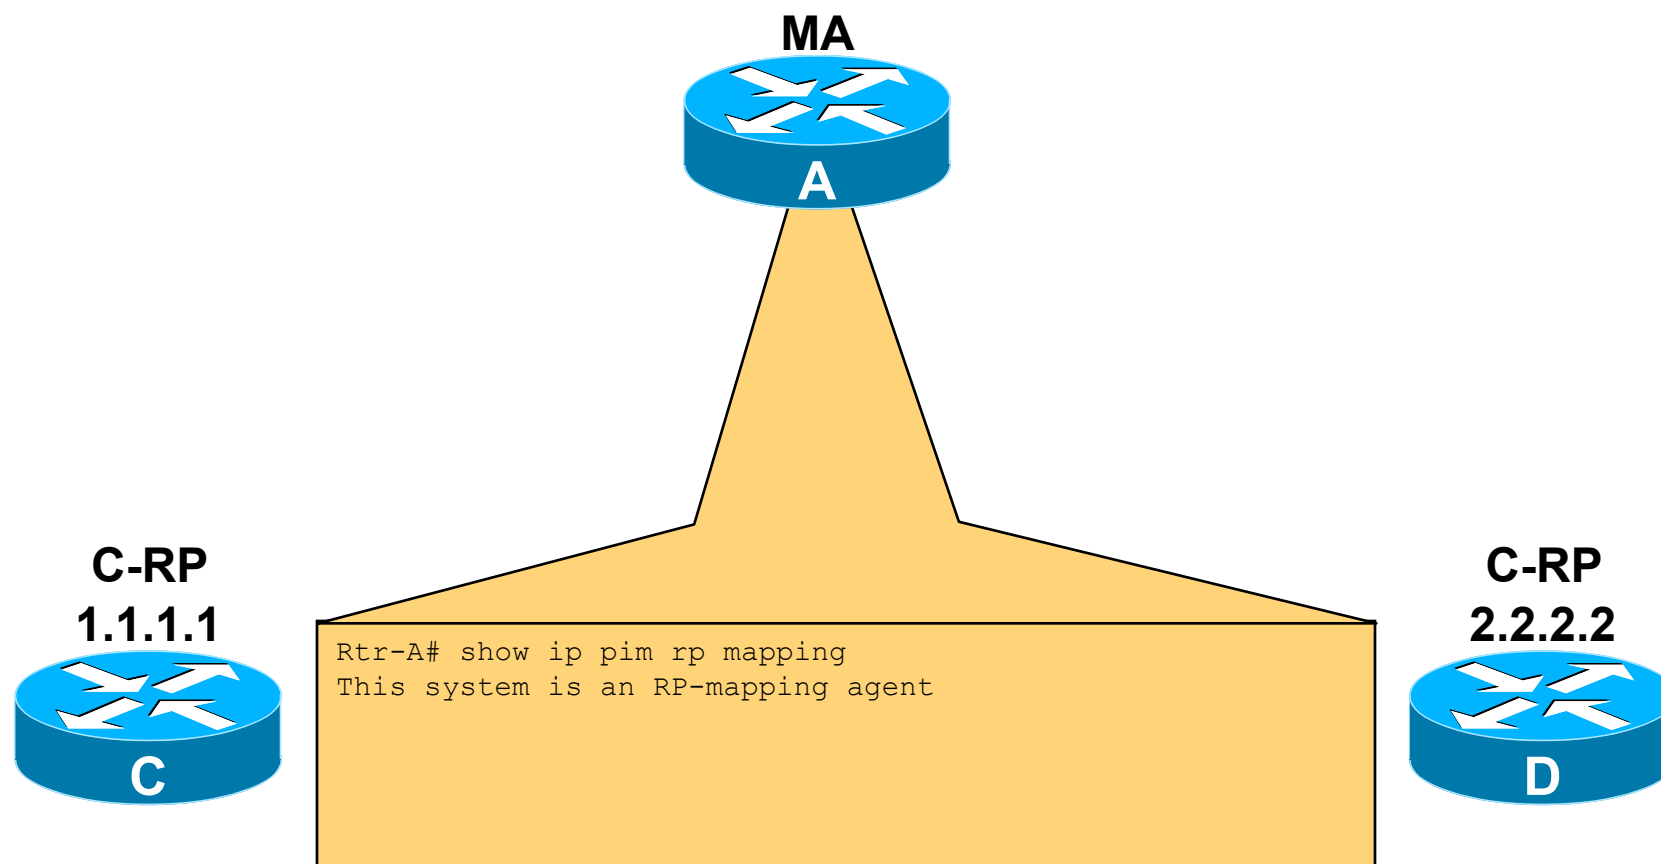 MA
A
C-RP
1.1.1.1
C
Rtr-A# show ip pim rp mapping
This system is an RP-mapping agent
C-RP
2.2.2.2
D